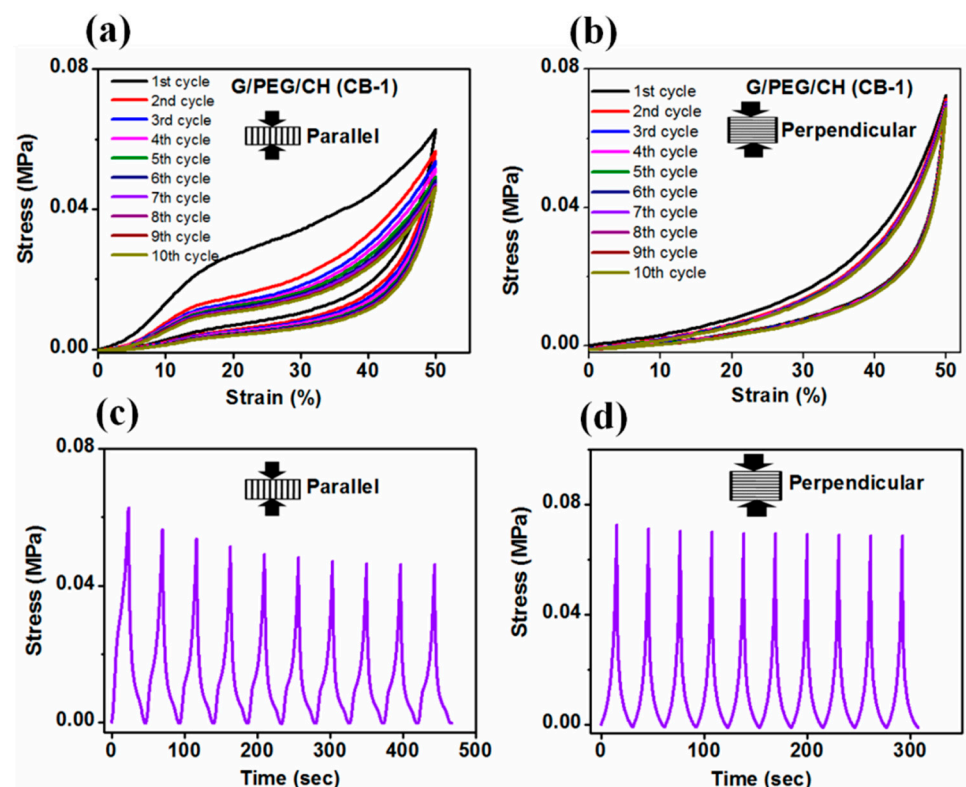 (a)
0.08
0.04
0.00
Stress (MPa)
1st cycle
2nd cycle
3rd cycle
4th cycle
5th cycle
6th cycle
7th cycle
8th cycle
9th cycle
10th cycle
G/PEG/CH (CB-1)
Parallel
0 10 20 30 40 50
Strain (%)
(b)
0.08
0.04
0.00
Stress (MPa)
1st cycle
2nd cycle
3rd cycle
4th cycle
5th cycle
6th cycle
7th cycle
8th cycle
9th cycle
10th cycle
G/PEG/CH (CB-1)
Perpendicular
0 10 20 30 40 50
Strain (%)
(c)
0.08
0.04
0.00
Stress (MPa)
Parallel
0 100 200 300 400 500
Time (sec)
(d)
0.08
0.04
0.00
Stress (MPa)
Perpendicular
0 100 200 300
Time (sec)